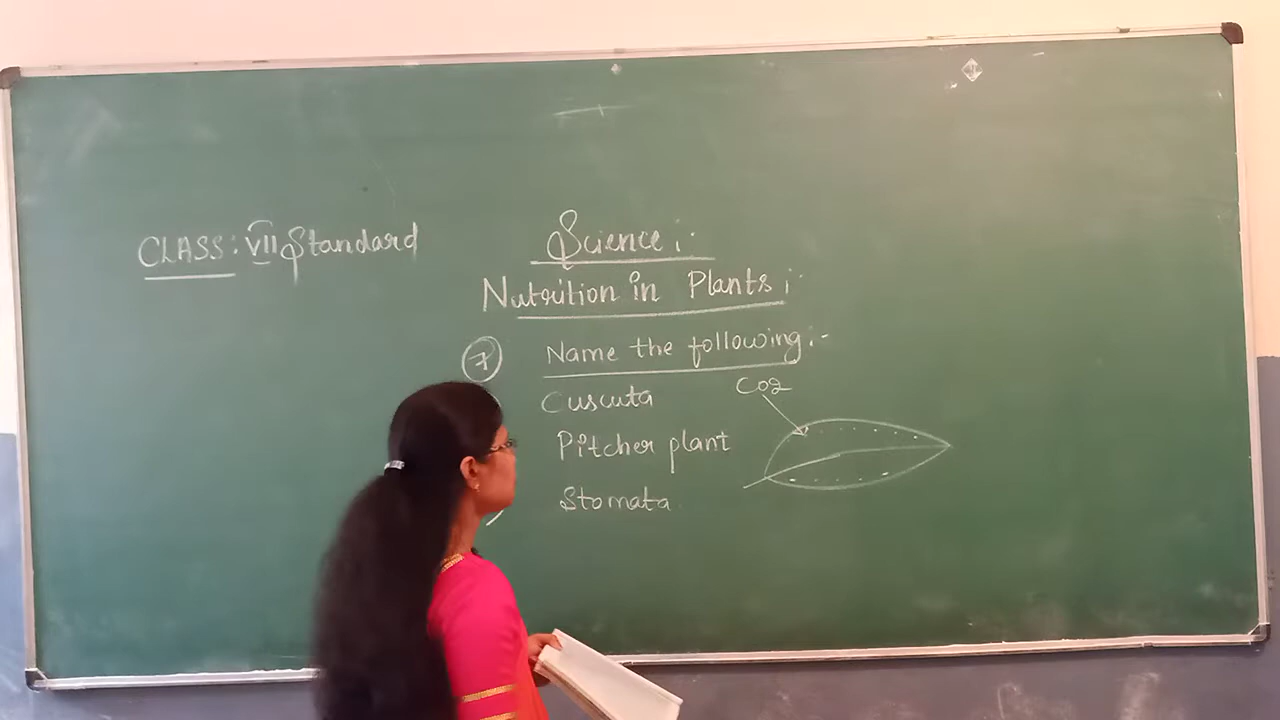 CLASS: VII Standard
Science:
Nutrition in Plants:
7 Name the following:-
Cuscuta
CO2
Pitcher plant
Stomata